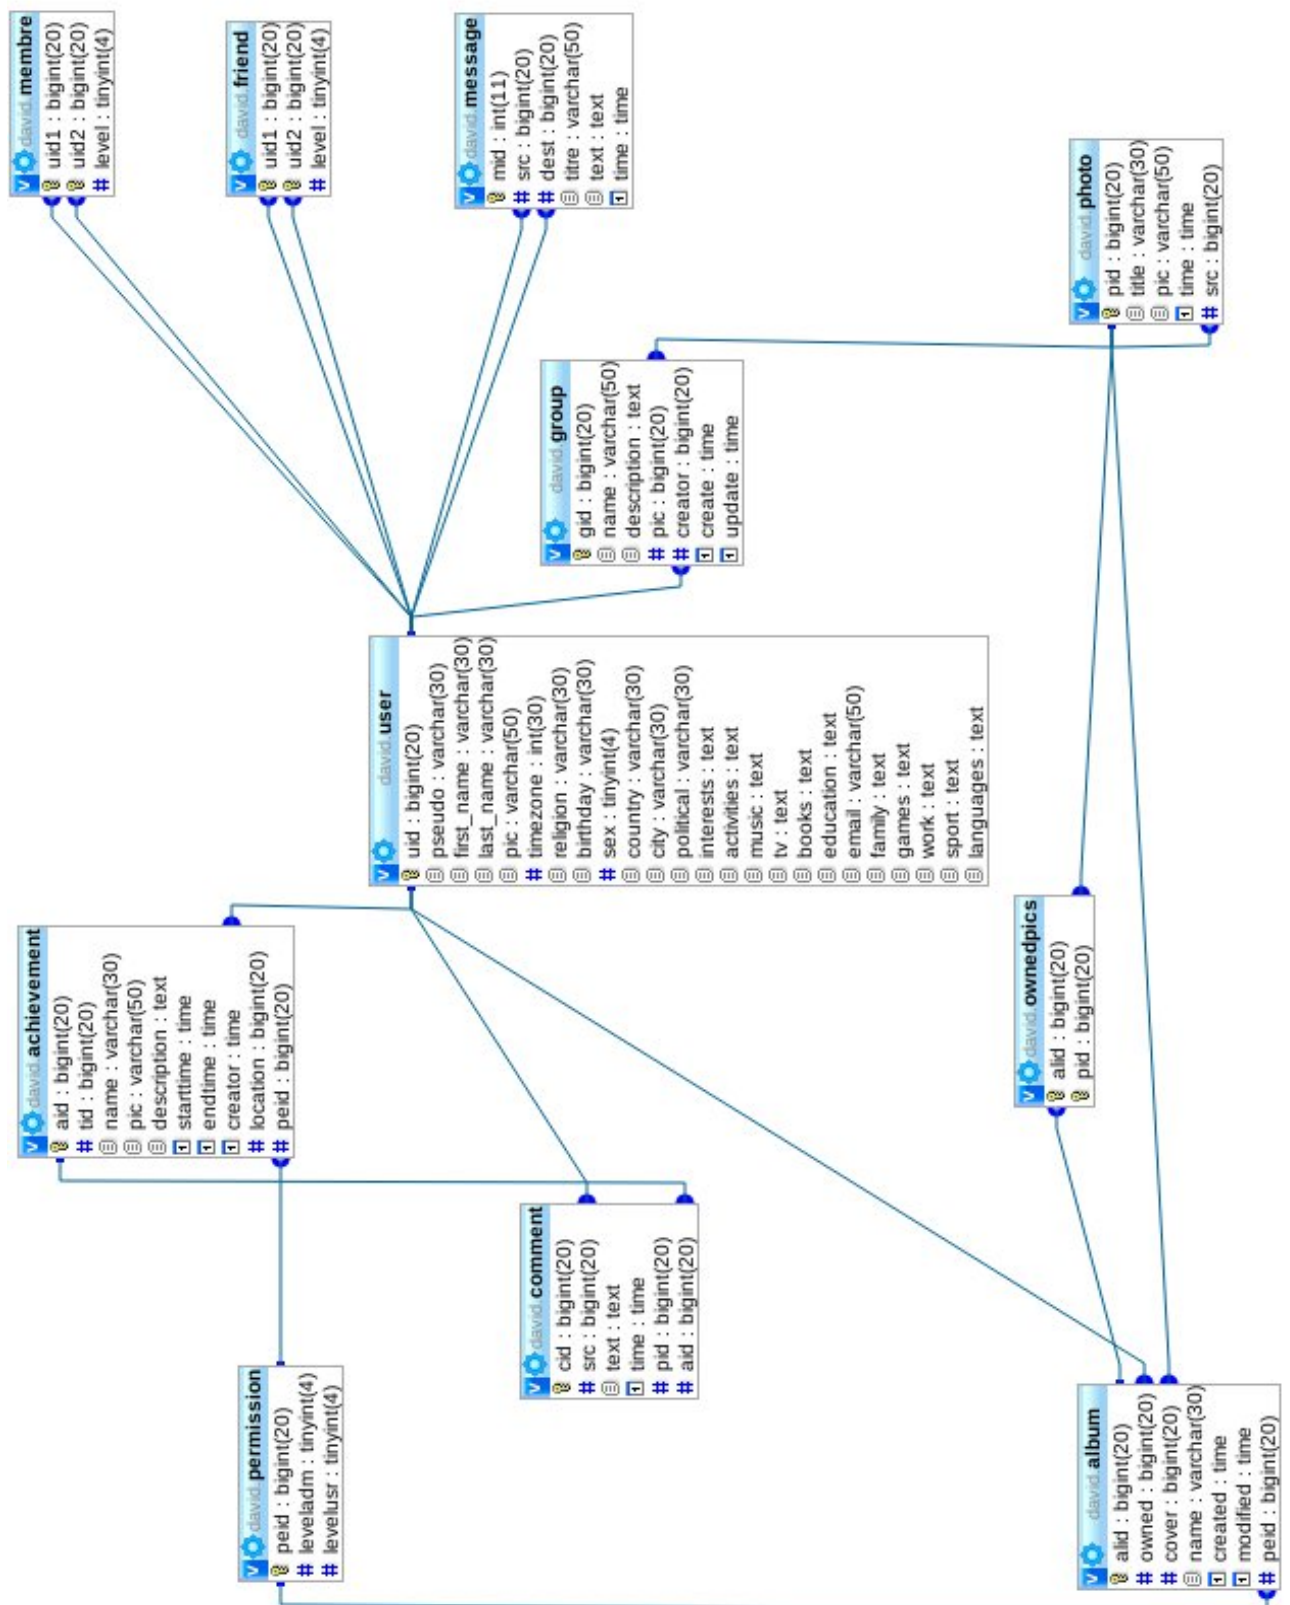 david.membre
uid1 : bigint(20)
uid2 : bigint(20)
level : tinyint(4)
david.friend
uid1 : bigint(20)
uid2 : bigint(20)
level : tinyint(4)
david.message
mid : int(11)
src : bigint(20)
dest : bigint(20)
titre : varchar(50)
text : text
time : time
david.photo
pid : bigint(20)
title : varchar(30)
pic : varchar(50)
time : time
src : bigint(20)
david.group
gid : bigint(20)
name : varchar(50)
description : text
pic : bigint(20)
creator : bigint(20)
create : time
update : time
david.user
uid : bigint(20)
pseudo : varchar(30)
first_name : varchar(30)
last_name : varchar(30)
pic : varchar(50)
timezone : int(30)
religion : varchar(30)
birthday : varchar(30)
sex : tinyint(4)
country : varchar(30)
city : varchar(30)
political : varchar(30)
interests : text
activities : text
music : text
tv : text
books : text
education : text
email : varchar(50)
family : text
games : text
work : text
sport : text
languages : text
david.achievement
aid : bigint(20)
tid : bigint(20)
name : varchar(30)
pic : varchar(50)
description : text
starttime : time
endtime : time
creator : time
location : bigint(20)
peid : bigint(20)
david.ownedpics
alid : bigint(20)
pid : bigint(20)
david.comment
cid : bigint(20)
src : bigint(20)
text : text
time : time
pid : bigint(20)
aid : bigint(20)
david.permission
peid : bigint(20)
leveladm : tinyint(4)
levelusr : tinyint(4)
david.album
alid : bigint(20)
owned : bigint(20)
cover : bigint(20)
name : varchar(30)
created : time
modified : time
peid : bigint(20)